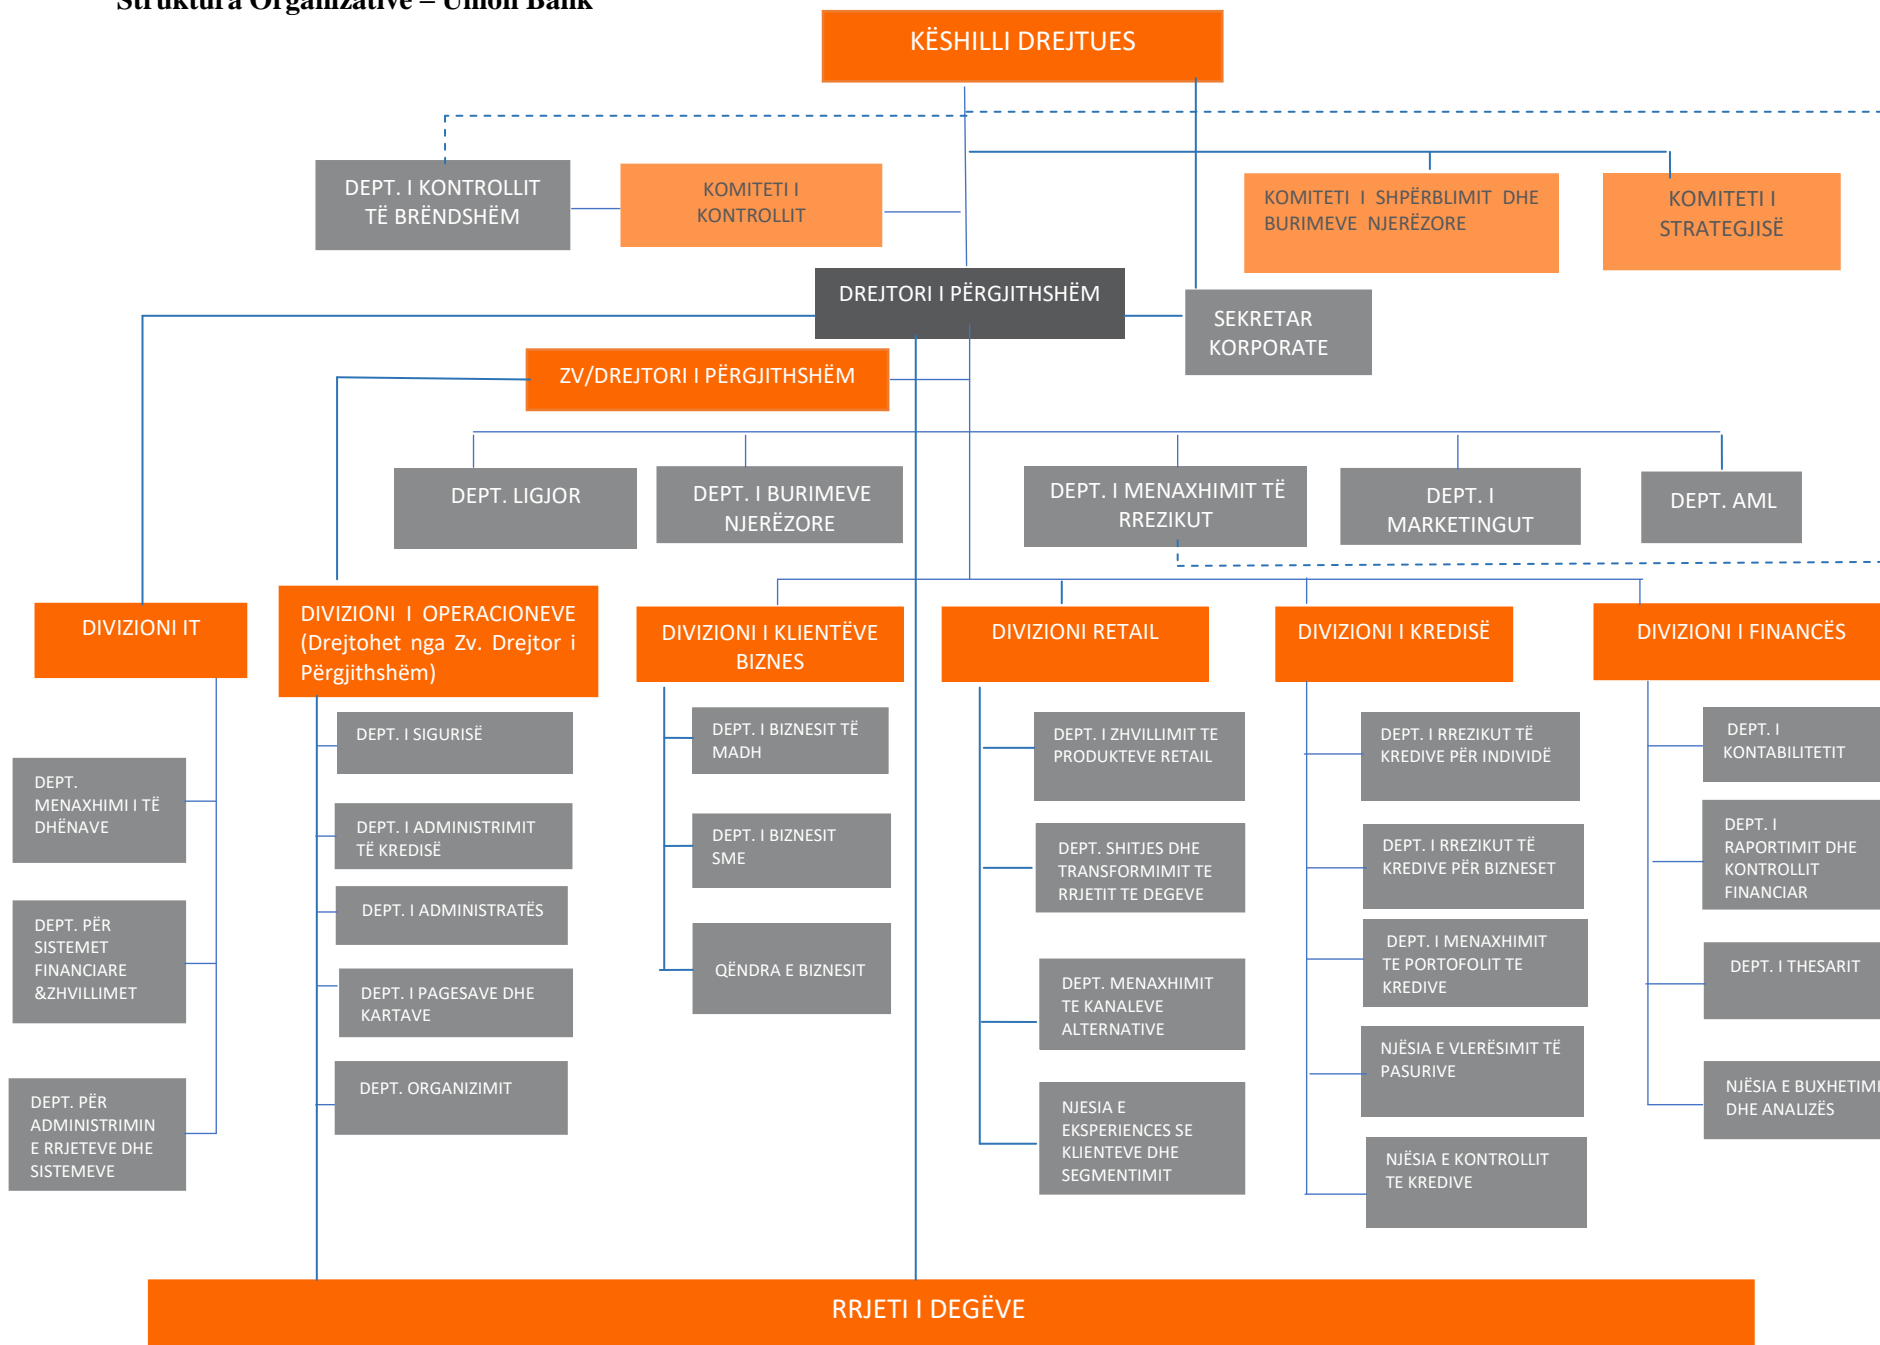 Struktura Organizative – Union Bank
KËSHILLI DREJTUES
DEPT. I KONTROLLIT
TË BRËNDSHËM
KOMITETI I
KONTROLLIT
KOMITETI I SHPËRBLIMIT DHE
BURIMEVE NJERËZORE
KOMITETI I
STRATEGJISË
DREJTORI I PËRGJITHSHËM
SEKRETAR
KORPORATE
ZV/DREJTORI I PËRGJITHSHËM
DEPT. LIGJOR
DEPT. I BURIMEVE
NJERËZORE
DEPT. I MENAXHIMIT TË
RREZIKUT
DEPT. I
MARKETINGUT
DEPT. AML
DIVIZIONI IT
DEPT.
MENAXHIMI I TË
DHËNAVE
DEPT. PËR
SISTEMET
FINANCIARE
&ZHVILLIMET
DEPT. PËR
ADMINISTRIMIN
E RRJETEVE DHE
SISTEMEVE
DIVIZIONI I OPERACIONEVE
(Drejtohet nga Zv. Drejtor i
Përgjithshëm)
DEPT. I SIGURISË
DEPT. I ADMINISTRIMIT
TË KREDISË
DEPT. I ADMINISTRATËS
DEPT. I PAGESAVE DHE
KARTAVE
DEPT. ORGANIZIMIT
DIVIZIONI I KLIENTËVE
BIZNES
DEPT. I BIZNESIT TË
MADH
DEPT. I BIZNESIT
SME
QËNDRA E BIZNESIT
DIVIZIONI RETAIL
DEPT. I ZHVILLIMIT TE
PRODUKTEVE RETAIL
DEPT. SHITJES DHE
TRANSFORMIMIT TE
RRJETIT TE DEGEVE
DEPT. MENAXHIMIT
TE KANALEVE
ALTERNATIVE
NJESIA E
EKSPERIENCES SE
KLIENTEVE DHE
SEGMENTIMIT
DIVIZIONI I KREDISË
DEPT. I RREZIKUT TË
KREDIVE PËR INDIVIDË
DEPT. I RREZIKUT TË
KREDIVE PËR BIZNESET
DEPT. I MENAXHIMIT
TE PORTOFOLIT TE
KREDIVE
NJËSIA E VLERËSIMIT TË
PASURIVE
NJËSIA E KONTROLLIT
TE KREDIVE
DIVIZIONI I FINANCËS
DEPT. I
KONTABILITETIT
DEPT. I
RAPORTIMIT DHE
KONTROLLIT
FINANCIAR
DEPT. I THESARIT
NJËSIA E BUXHETIMI
DHE ANALIZËS
RRJETI I DEGËVE